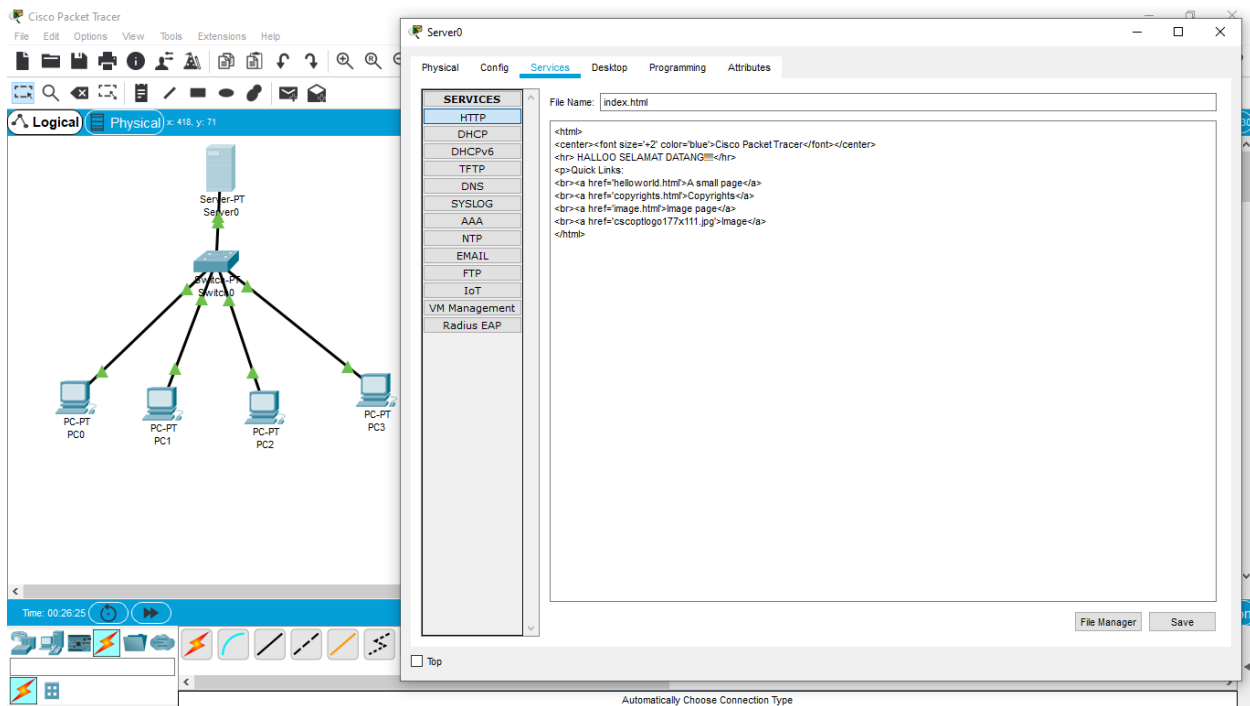 Cisco Packet Tracer
File Edit Options View Tools Extensions Help
Logical Physical x: 418, y: 71
Server-PT
Server0
Switch-PT
Switch0
PC-PT
PC0
PC-PT
PC1
PC-PT
PC2
PC-PT
PC3
Time: 00:26:25
Automatically Choose Connection Type
Server0
Physical Config Services Desktop Programming Attributes
SERVICES
HTTP
DHCP
DHCPv6
TFTP
DNS
SYSLOG
AAA
NTP
EMAIL
FTP
IoT
VM Management
Radius EAP
File Name: index.html
<html>
<center><font size='+2' color='blue'>Cisco Packet Tracer</font></center>
<hr> HALLOO SELAMAT DATANG</hr>
<p>Quick Links:
<br><a href='helloworld.html'>A small page</a>
<br><a href='copyrights.html'>Copyrights</a>
<br><a href='image.html'>Image page</a>
<br><a href='cscoptlogo177x111.jpg'>Image</a>
</html>
File Manager Save
Top